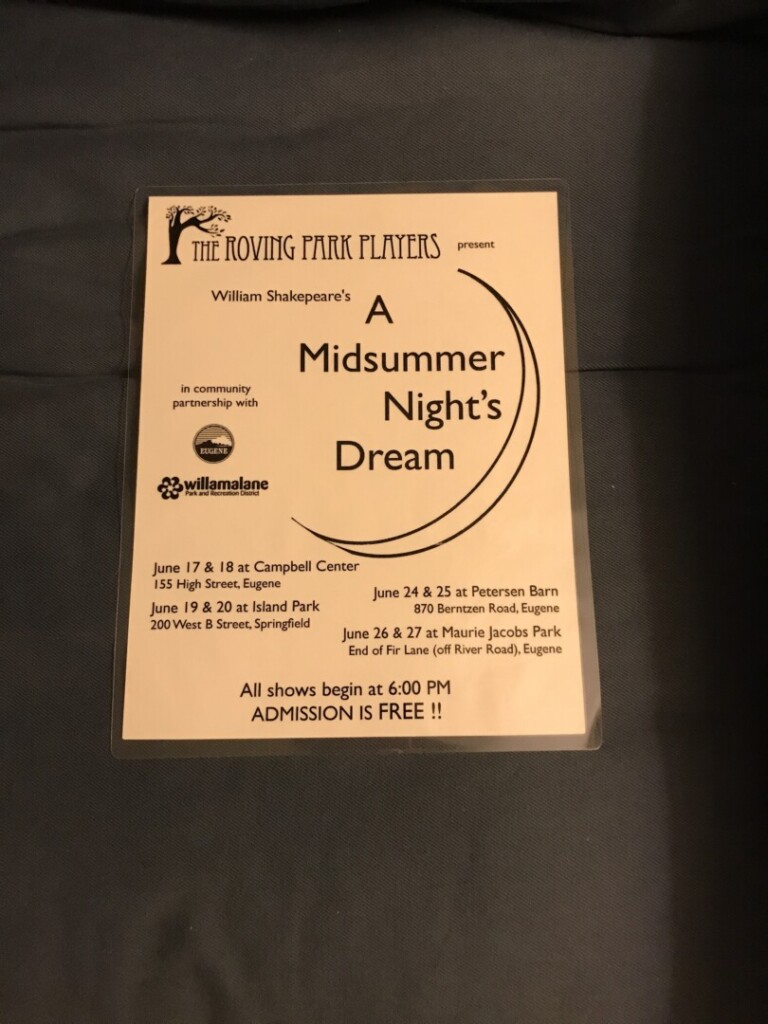 THE ROVING PARK PLAYERS present
William Shakepeare's
A
Midsummer
Night's
Dream
in community
partnership with
EUGENE
willamalane
Park and Recreation District
June 17 & 18 at Campbell Center
155 High Street, Eugene
June 19 & 20 at Island Park
200 West B Street, Springfield
June 24 & 25 at Petersen Barn
870 Berntzen Road, Eugene
June 26 & 27 at Maurie Jacobs Park
End of Fir Lane (off River Road), Eugene
All shows begin at 6:00 PM
ADMISSION IS FREE !!